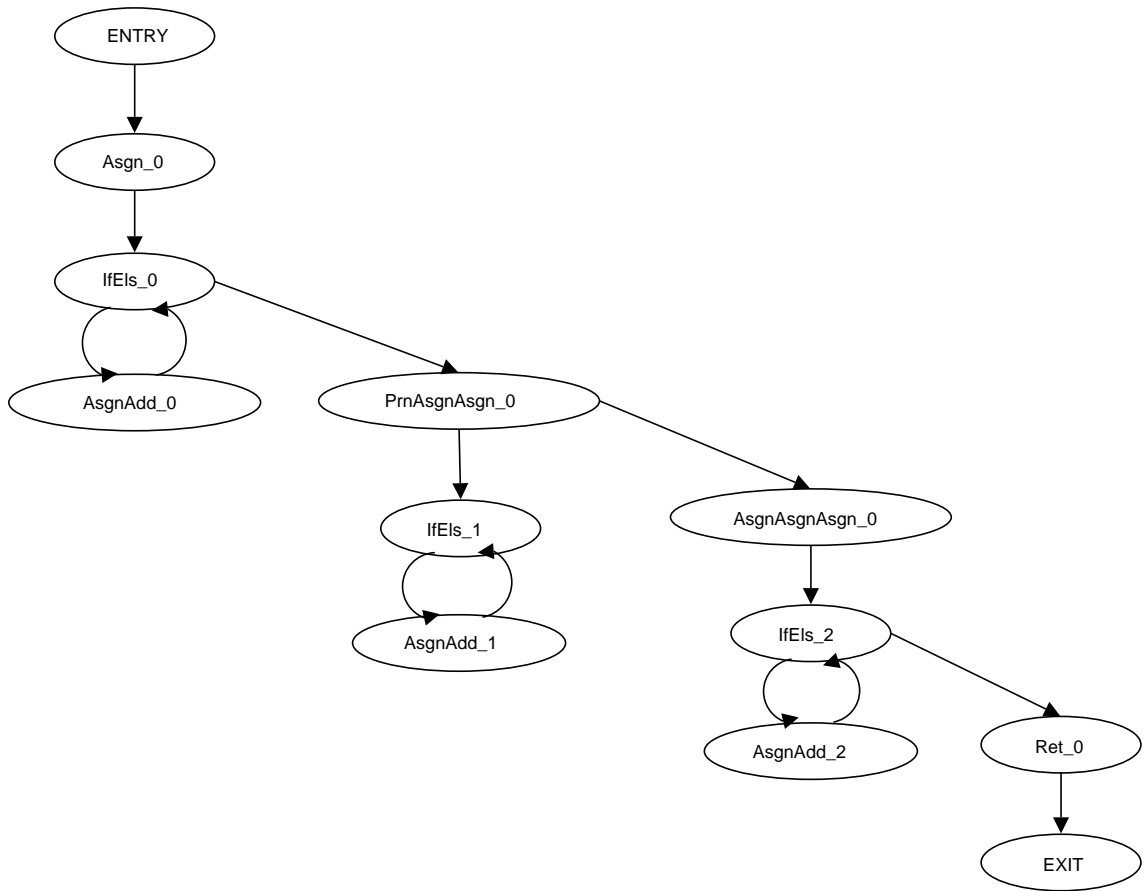 ENTRY
Asgn_0
IfEls_0
AsgnAdd_0
PrnAsgnAsgn_0
IfEls_1
AsgnAdd_1
AsgnAsgnAsgn_0
IfEls_2
AsgnAdd_2
Ret_0
EXIT